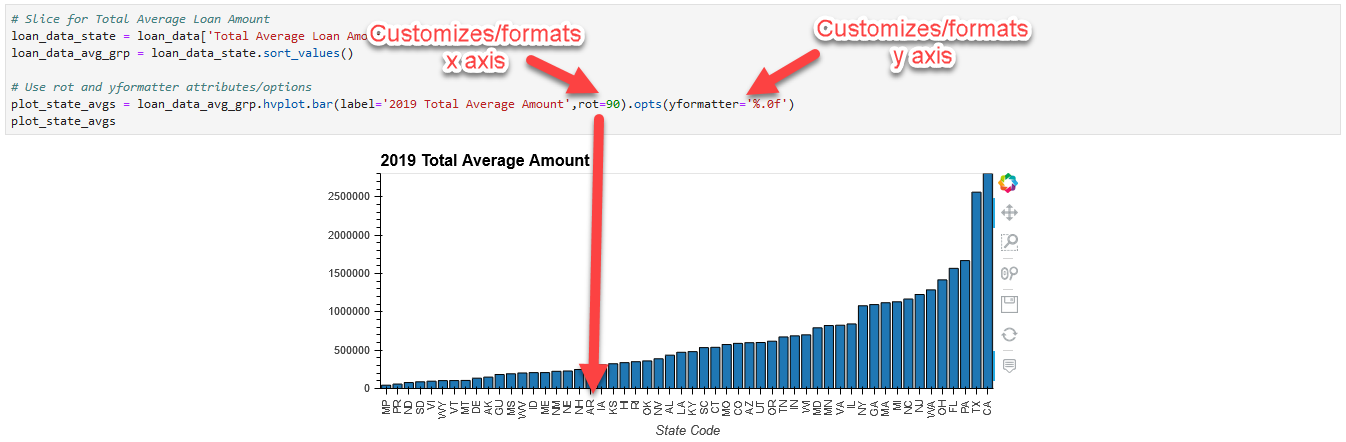 # Slice for Total Average Loan Amount
loan_data_state = loan_data['Total Average Loan Amo
loan_data_avg_grp = loan_data_state.sort_values()
Customizes/formats
x axis
Customizes/formats
y axis
# Use rot and yformatter attributes/options
plot_state_avgs = loan_data_avg_grp.hvplot.bar(label='2019 Total Average Amount',rot=90).opts(yformatter='%.0f')
plot_state_avgs
2019 Total Average Amount
2500000
2000000
1500000
1000000
500000
0
MP PR ND SD VI WY VT MT DE AK GU MS WV ID ME NM NE NH AR IA KS HI RI OK NV AL LA KY SC CT MO CO AZ UT OR TN IN WI MD MN VA IL NY GA MA MI NC NJ WA OH FL PA TX CA
State Code